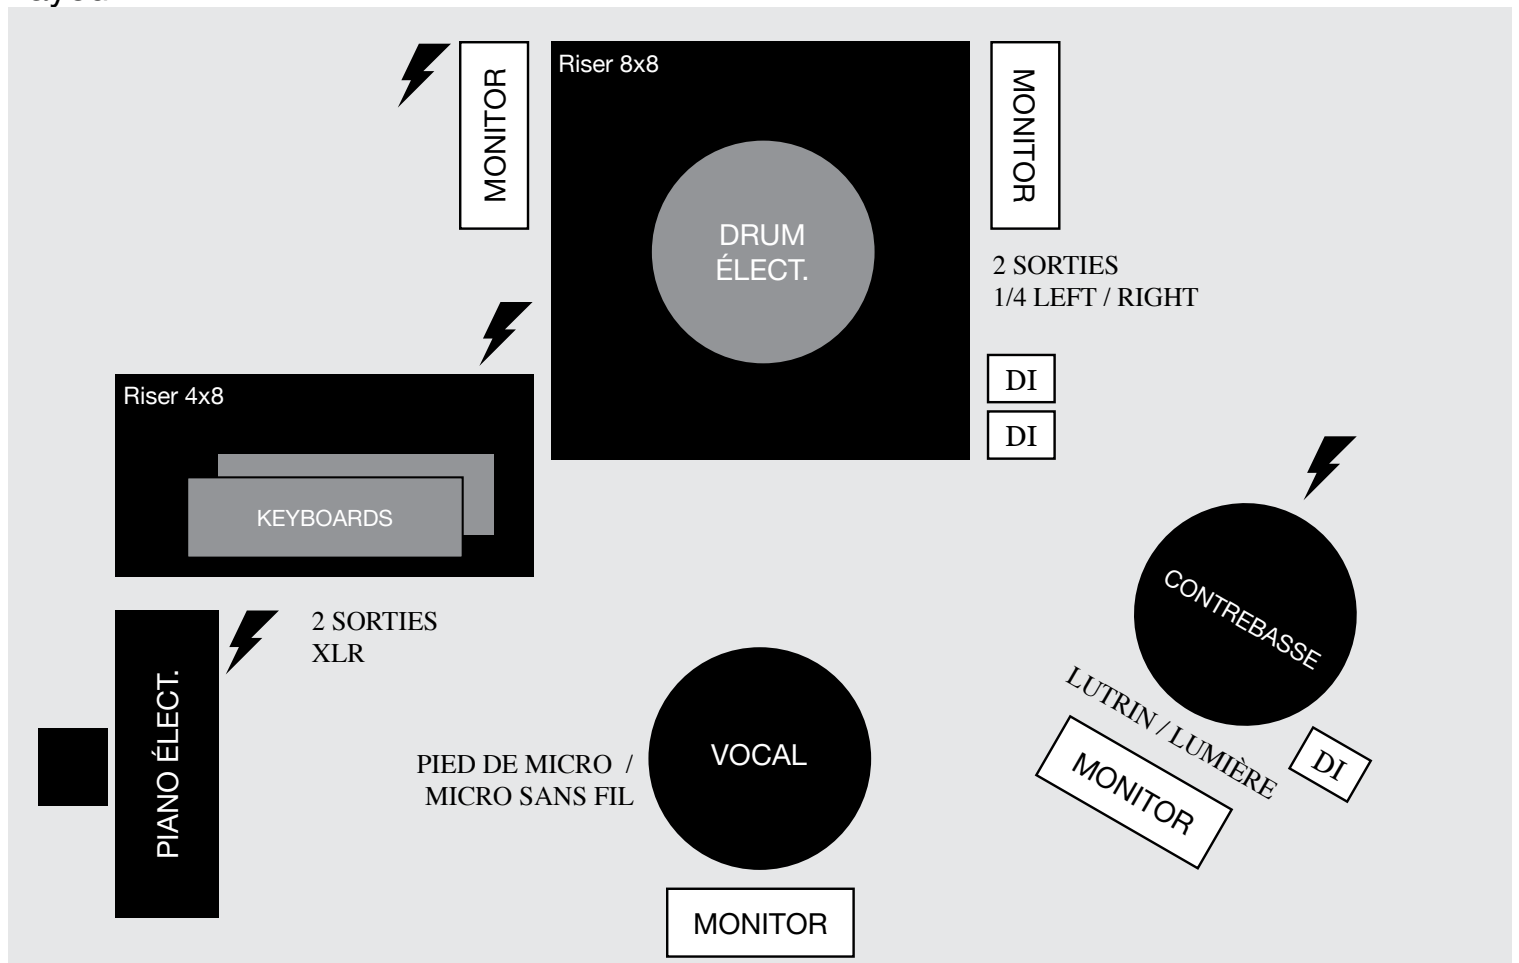 Riser 8x8
MONITOR
MONITOR
DRUM
ÉLECT.
2 SORTIES
1/4 LEFT / RIGHT
DI
DI
Riser 4x8
KEYBOARDS
CONTREBASSE
2 SORTIES
XLR
PIANO ÉLECT.
LUTRIN / LUMIÈRE
MONITOR
DI
VOCAL
PIED DE MICRO /
MICRO SANS FIL
MONITOR